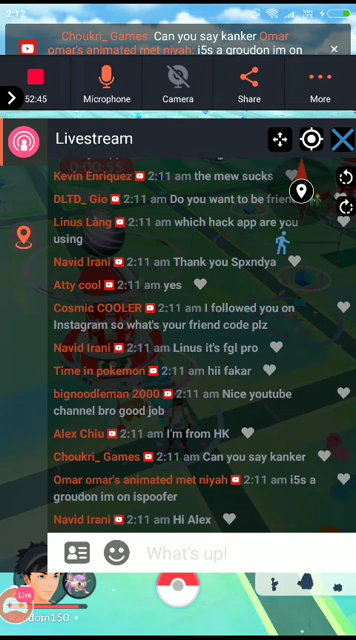 2:12
Choukri_ Games: Can you say kanker Omar
omar's animated met niyah: i5s a groudon im on
52:45
Microphone
Camera
Share
More
Livestream
00:00:55
Kevin Enriquez 2:11 am the mew sucks
DLTD_ Gio 2:11 am Do you want to be friends
Linus Lång 2:11 am which hack app are you
using
Navid Irani 2:11 am Thank you Spxndya
Atty cool 2:11 am yes
Cosmic COOLER 2:11 am I followed you on
Instagram so what's your friend code plz
Navid Irani 2:11 am Linus it's fgl pro
Time in pokemon 2:11 am hii fakar
bignoodleman 2000 2:11 am Nice youtube
channel bro good job
Alex Chiu 2:11 am I'm from HK
Choukri_ Games 2:11 am Can you say kanker
Omar omar's animated met niyah 2:11 am i5s a
groudon im on ispoofer
Navid Irani 2:11 am Hi Alex
What's up!
Live
Random150